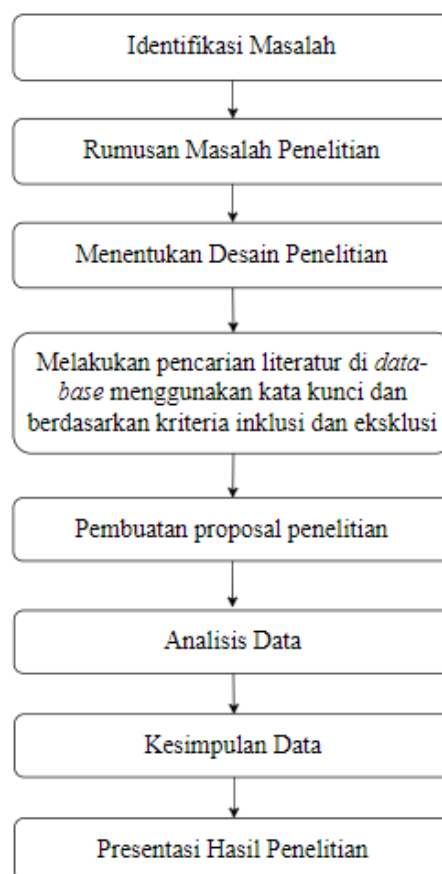 Identifikasi Masalah
Rumusan Masalah Penelitian
Menentukan Desain Penelitian
Melakukan pencarian literatur di data-
base menggunakan kata kunci dan
berdasarkan kriteria inklusi dan eksklusi
Pembuatan proposal penelitian
Analisis Data
Kesimpulan Data
Presentasi Hasil Penelitian